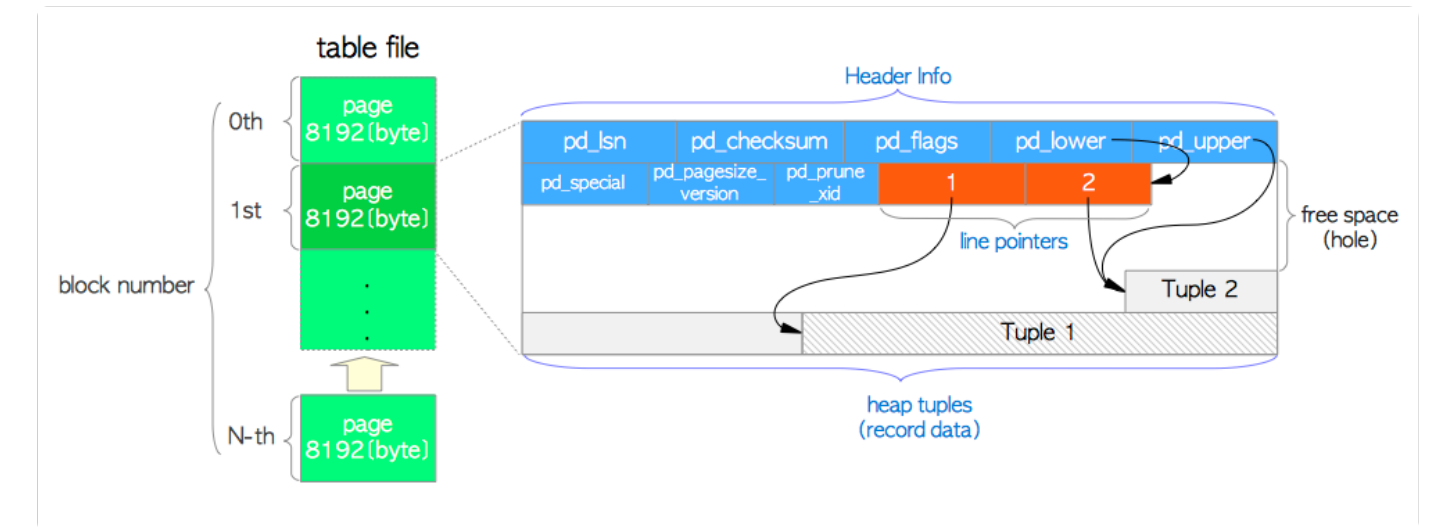 table file
Header Info
page
8192(byte)
0th
pd_lsn
pd_checksum
pd_flags
pd_lower
pd_upper
pd_special
pd_pagesize_
version
pd_prune
_xid
1
2
page
8192(byte)
1st
line pointers
free space
(hole)
block number
Tuple 2
Tuple 1
heap tuples
(record data)
page
8192(byte)
N-th